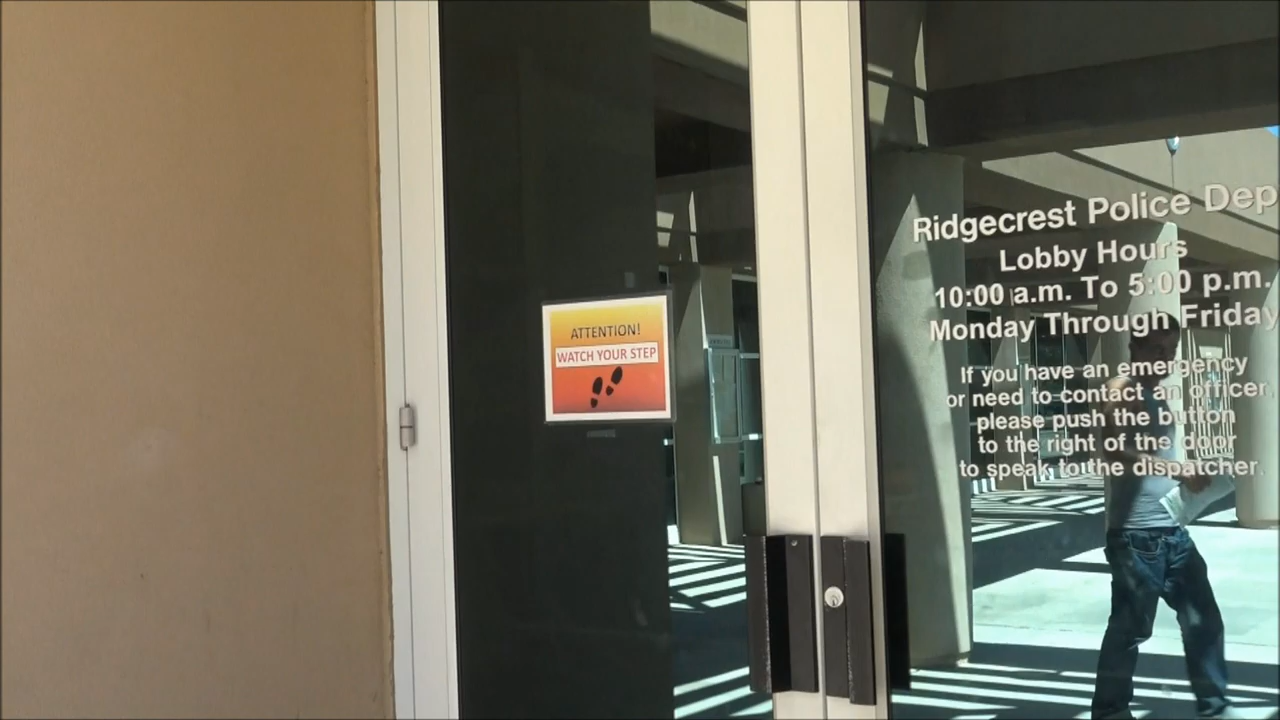 ATTENTION!
WATCH YOUR STEP
Ridgecrest Police Dep
Lobby Hours
10:00 a.m. To 5:00 p.m.
Monday Through Friday
If you have an emergency
or need to contact an officer,
please push the button
to the right of the door
to speak to the dispatcher.